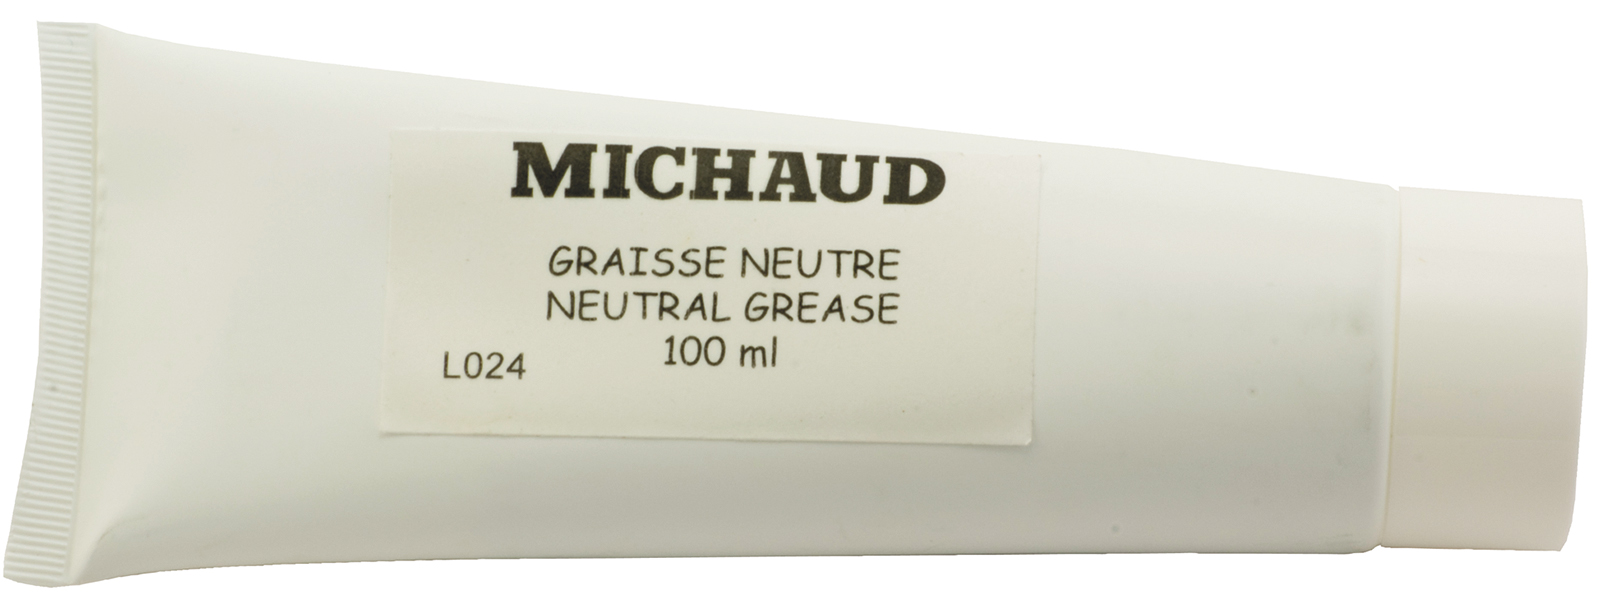 MICHAUD
GRAISSE NEUTRE
NEUTRAL GREASE
100 ml
L024